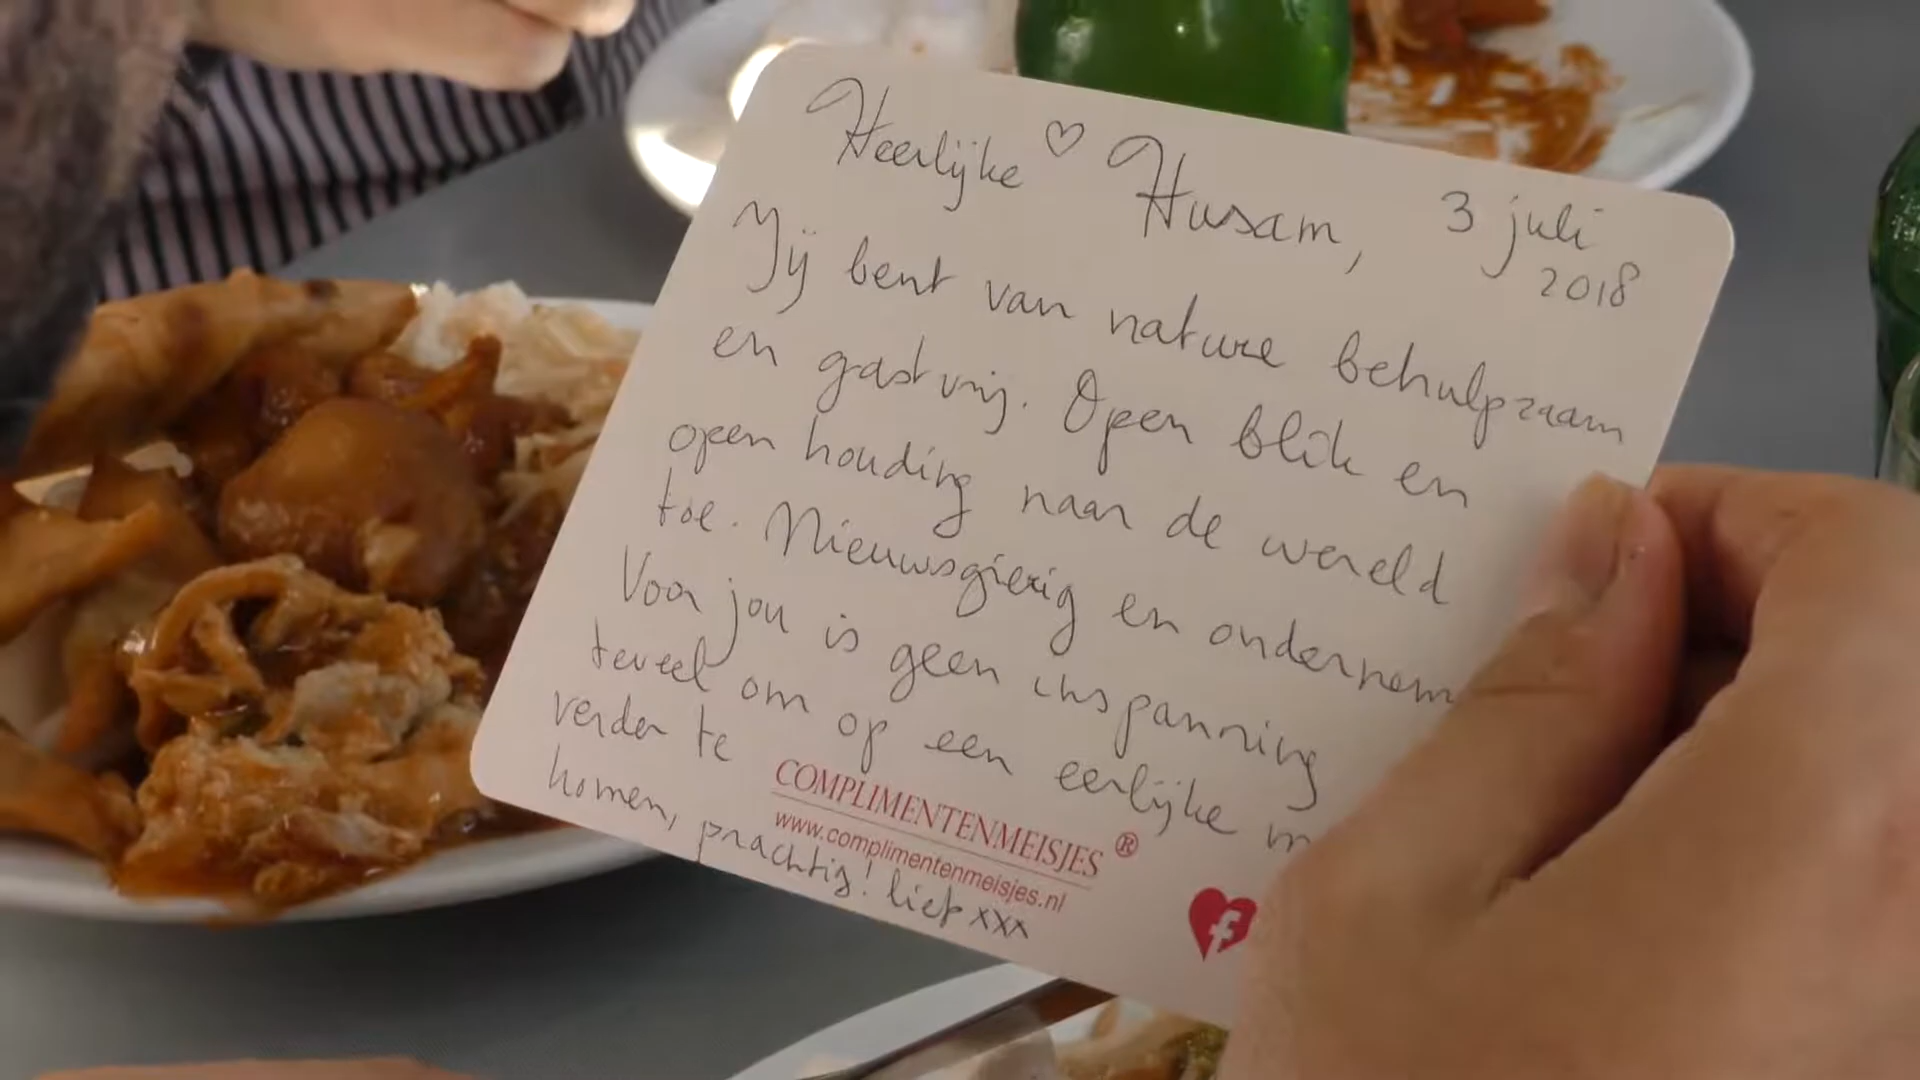 Heerlijke ♡ Husam, 3 juli
2018
Jij bent van nature behulpzaam
en gastvrij. Open blik en
open houding naar de wereld
toe. Nieuwsgierig en ondernem
Voor jou is geen inspanning
teveel om op een eerlijke m
verder te
komen, prachtig! liefs xxx
COMPLIMENTENMEISJES ®
www.complimentenmeisjes.nl
f